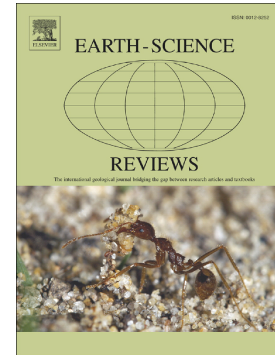 ISSN: 0012-8252
ELSEVIER
EARTH-SCIENCE
REVIEWS
The international geological journal bridging the gap between research articles and textbooks